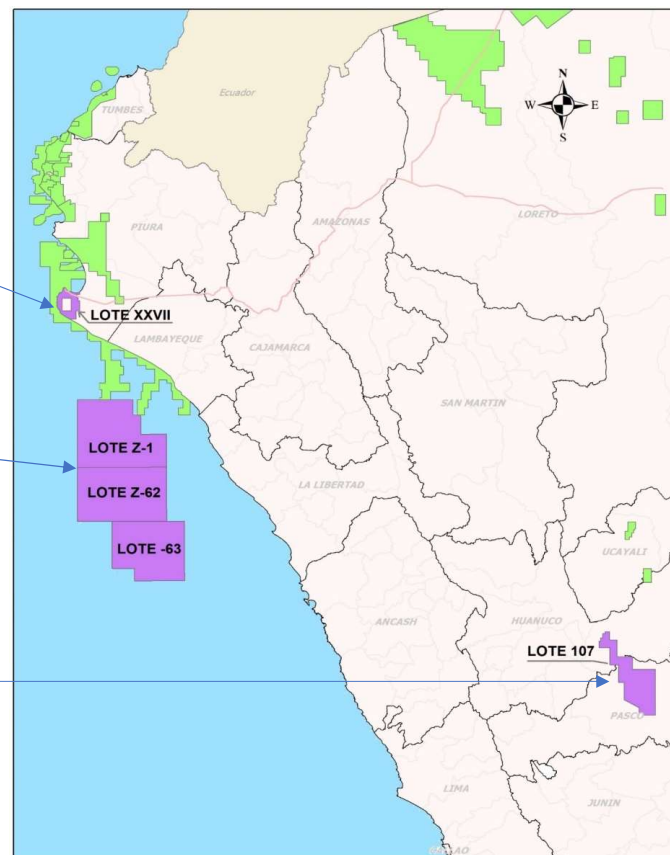 Ecuador
TUMBES
N
W E
S
LORETO
PIURA
AMAZONAS
LOTE XXVII
LAMBAYEQUE
CAJAMARCA
SAN MARTIN
LOTE Z-1
LA LIBERTAD
LOTE Z-62
LOTE -63
UCAYALI
ANCASH
HUANUCO
LOTE 107
PASCO
LIMA
JUNIN